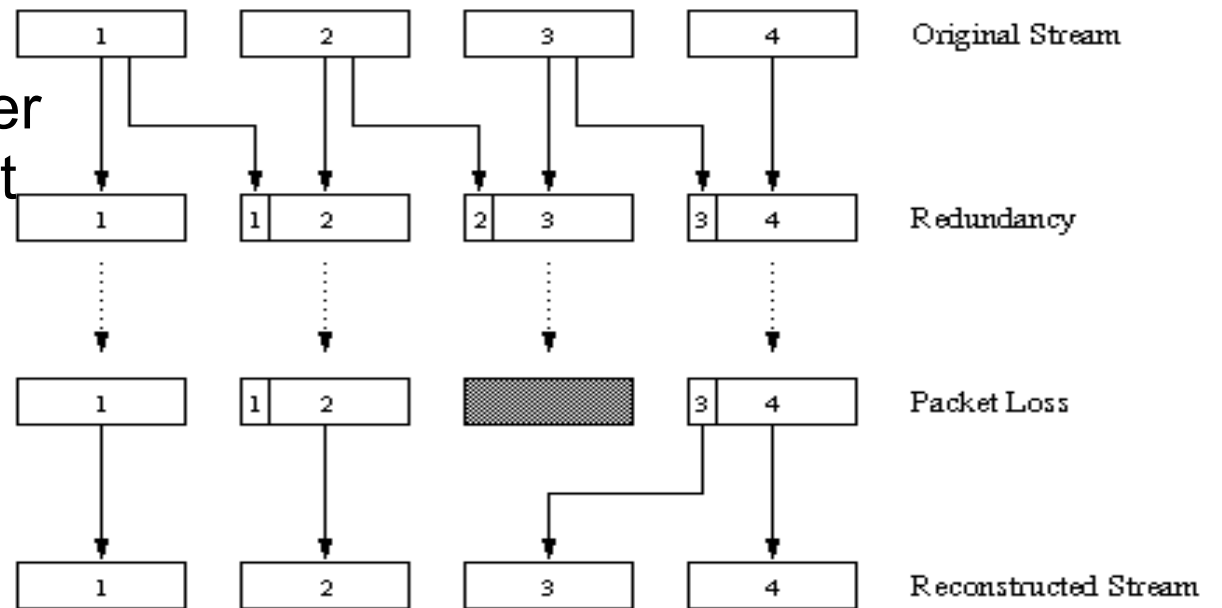 1 2 3 4 Original Stream
er
t
1 1 2 2 3 3 4 Redundancy
1 1 2 3 4 Packet Loss
1 2 3 4 Reconstructed Stream